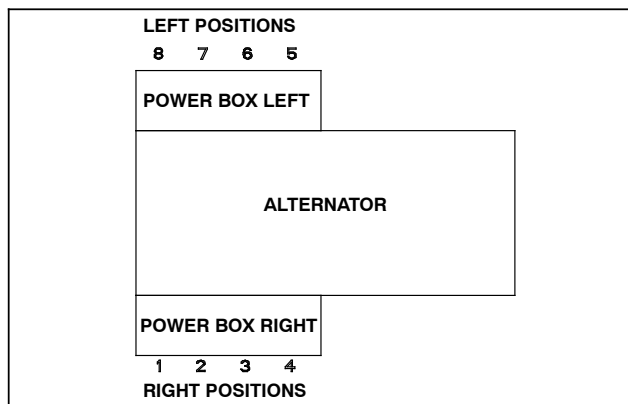 LEFT POSITIONS
8 7 6 5
POWER BOX LEFT
ALTERNATOR
POWER BOX RIGHT
1 2 3 4
RIGHT POSITIONS